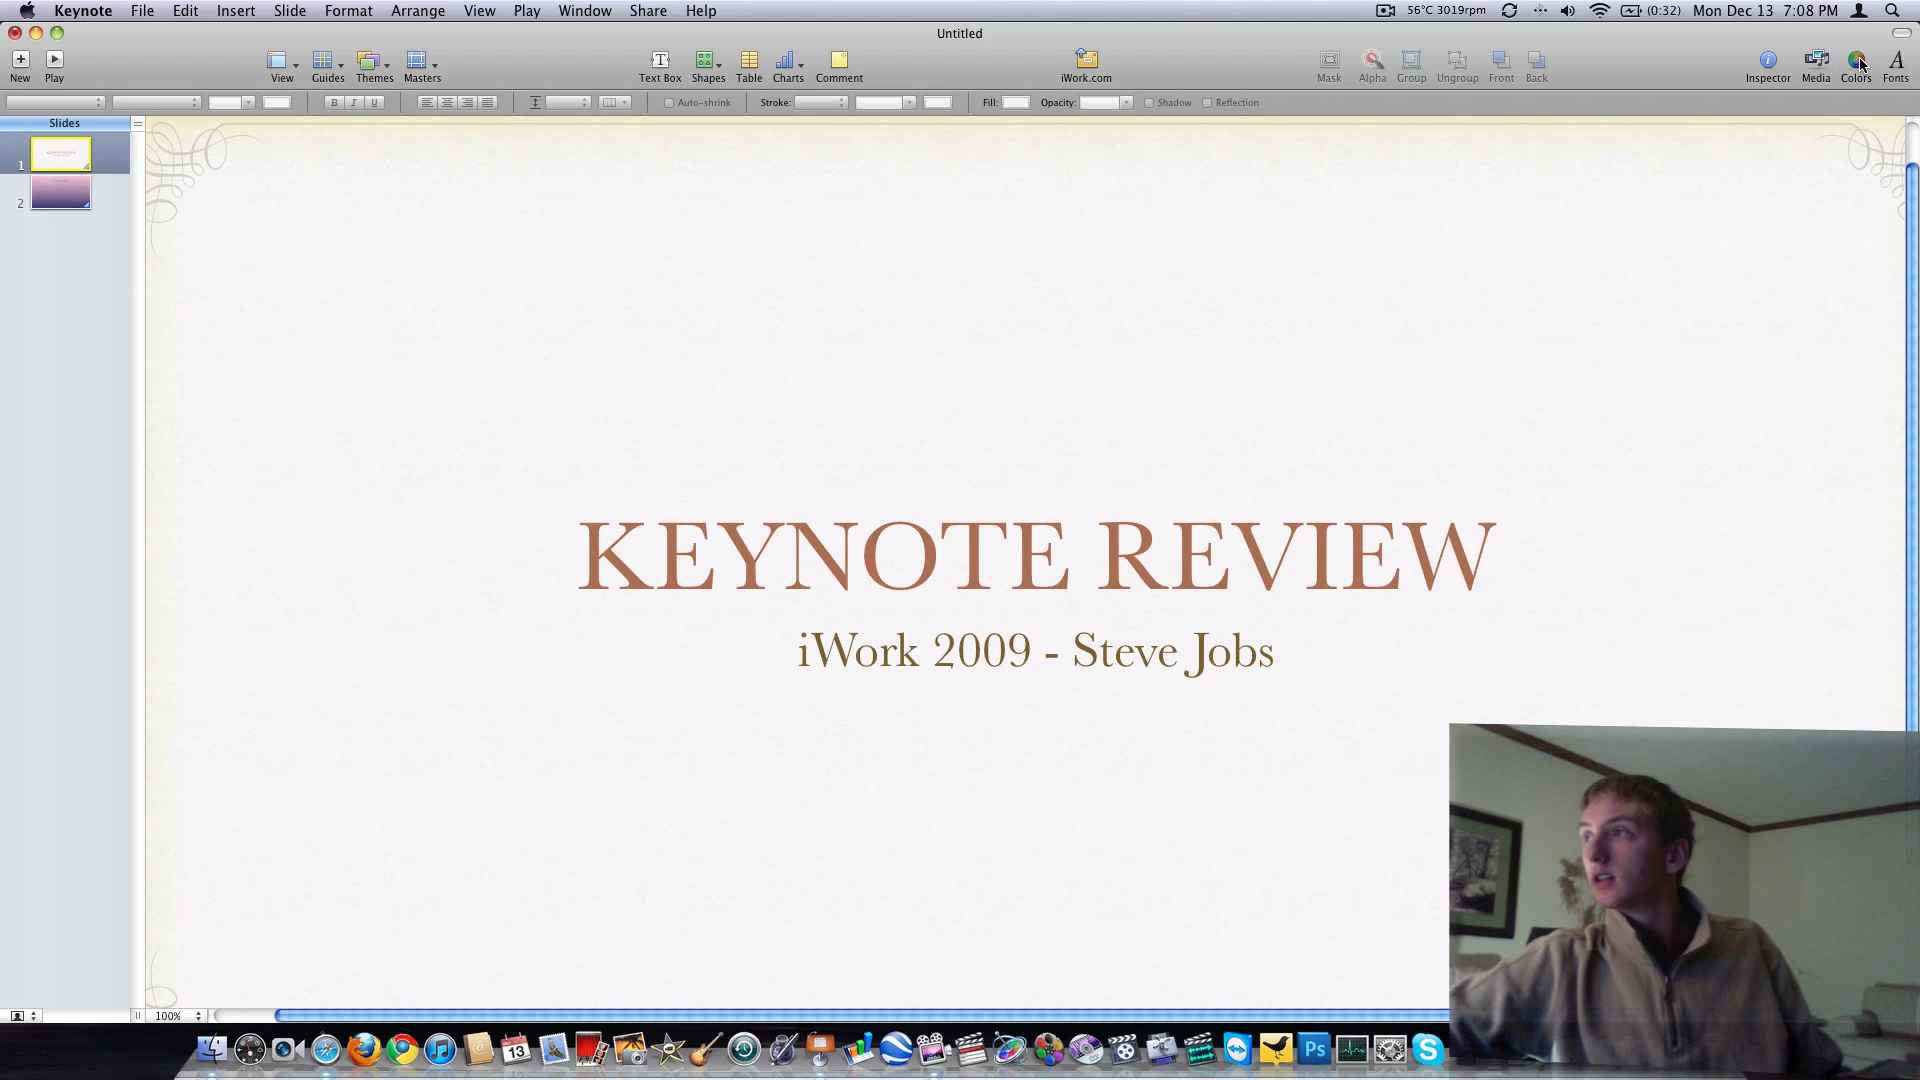 Keynote File Edit Insert Slide Format Arrange View Play Window Share Help 56°C 3019rpm (0:32) Mon Dec 13 7:08 PM
Untitled
New Play View Guides Themes Masters Text Box Shapes Table Charts Comment iWork.com Mask Alpha Group Ungroup Front Back Inspector Media Colors Fonts
B I U Auto-shrink Stroke: Fill: Opacity: Shadow Reflection
Slides
1
2
KEYNOTE REVIEW
iWork 2009 - Steve Jobs
100%
13 Ps